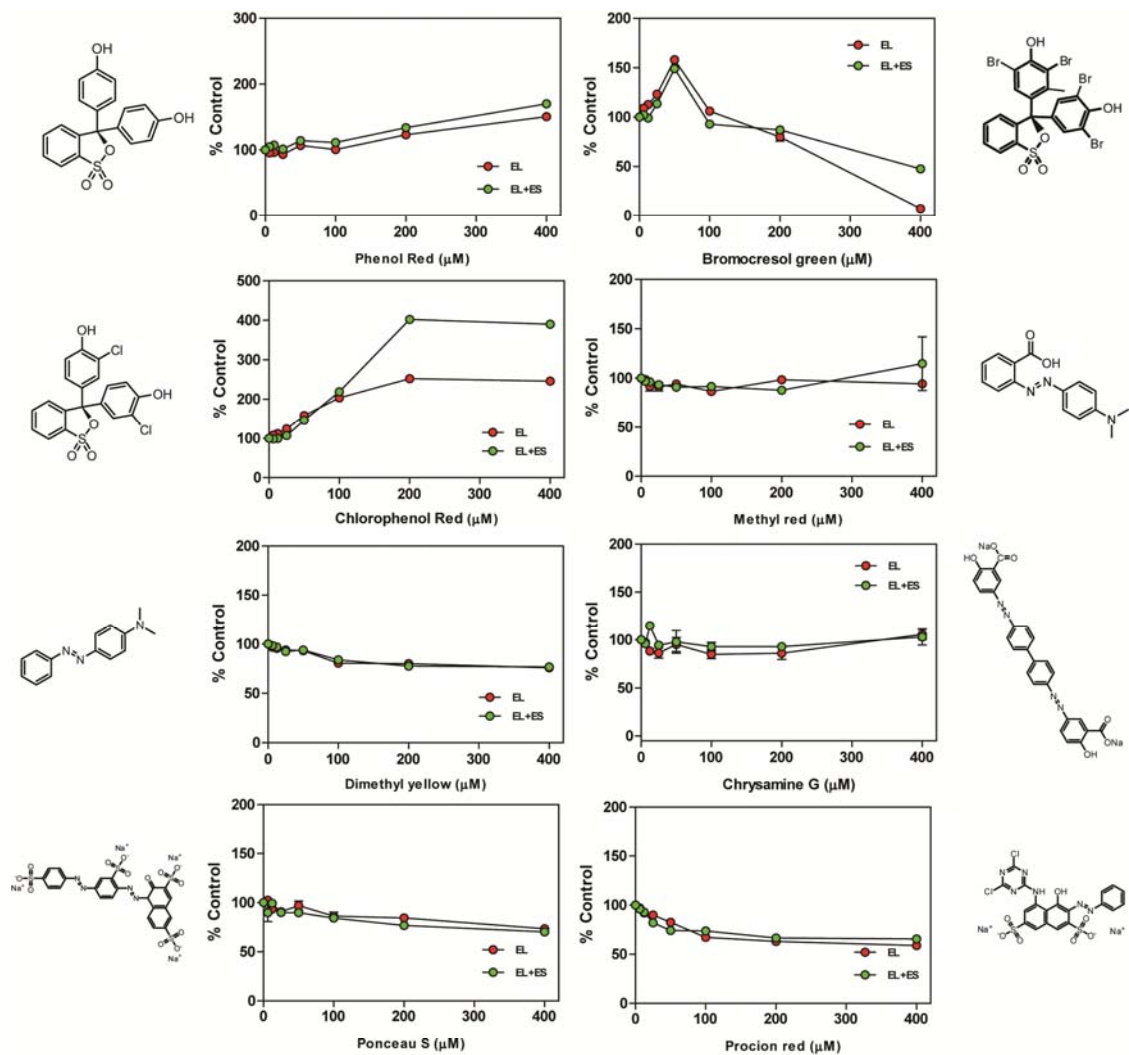 OH
OH
O
S
O
O
% Control
300
200
100
0
0
100
200
300
400
EL
EL+ES
Phenol Red (µM)
% Control
200
150
100
50
0
0
100
200
300
400
EL
EL+ES
Bromocresol green (µM)
OH
Br
Br
Br
OH
Br
O
S
O
O
OH
Cl
OH
Cl
O
S
O
O
% Control
500
400
300
200
100
0
0
100
200
300
400
EL
EL+ES
Chlorophenol Red (µM)
% Control
200
150
100
50
0
0
100
200
300
400
EL
EL+ES
Methyl red (µM)
O
OH
N
N
N
N
N
N
% Control
200
150
100
50
0
0
100
200
300
400
EL
EL+ES
Dimethyl yellow (µM)
% Control
200
150
100
50
0
0
100
200
300
400
EL
EL+ES
Chrysamine G (µM)
NaO
C=O
HO
N
N
N
N
O
ONa
OH
Na⁺
Na⁺
Na⁺
Na⁺
% Control
200
150
100
50
0
0
100
200
300
400
EL
EL+ES
Ponceau S (µM)
% Control
200
150
100
50
0
0
100
200
300
400
EL
EL+ES
Procion red (µM)
Cl
N
N
Cl
N
NH
OH
N
N
Na⁺
Na⁺